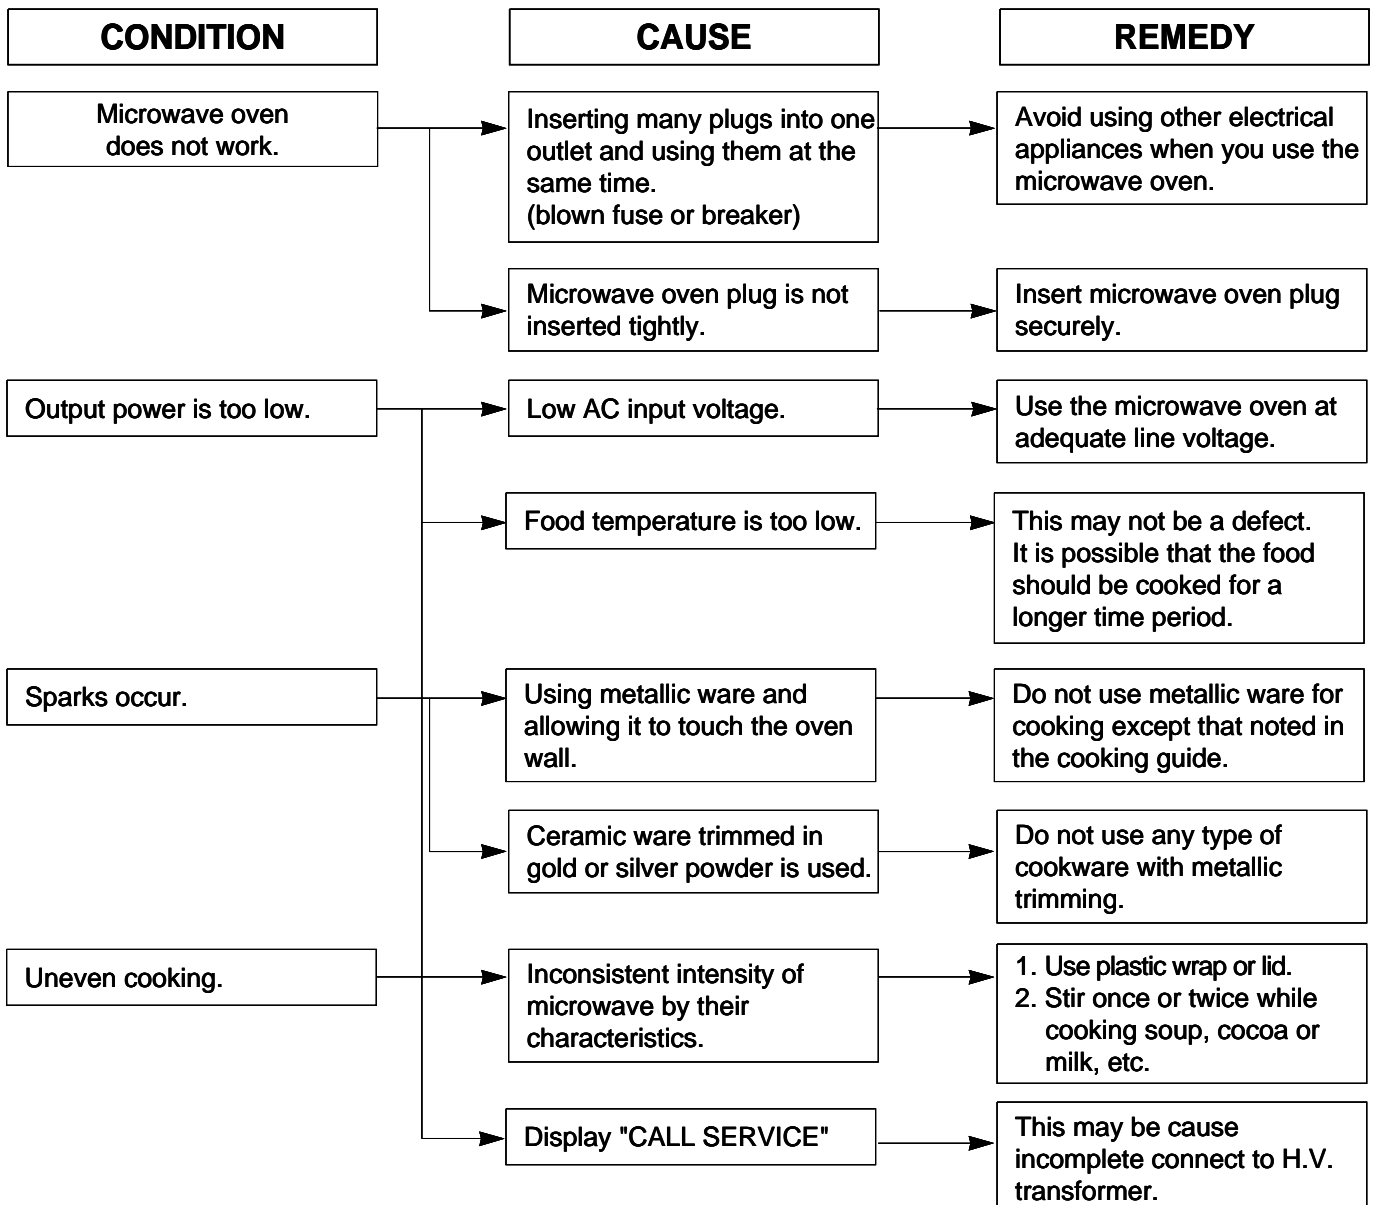 CONDITION
CAUSE
REMEDY
Microwave oven
does not work.
Inserting many plugs into one
outlet and using them at the
same time.
(blown fuse or breaker)
Avoid using other electrical
appliances when you use the
microwave oven.
Microwave oven plug is not
inserted tightly.
Insert microwave oven plug
securely.
Output power is too low.
Low AC input voltage.
Use the microwave oven at
adequate line voltage.
Food temperature is too low.
This may not be a defect.
It is possible that the food
should be cooked for a
longer time period.
Sparks occur.
Using metallic ware and
allowing it to touch the oven
wall.
Do not use metallic ware for
cooking except that noted in
the cooking guide.
Ceramic ware trimmed in
gold or silver powder is used.
Do not use any type of
cookware with metallic
trimming.
Uneven cooking.
Inconsistent intensity of
microwave by their
characteristics.
1. Use plastic wrap or lid.
2. Stir once or twice while
cooking soup, cocoa or
milk, etc.
Display "CALL SERVICE"
This may be cause
incomplete connect to H.V.
transformer.